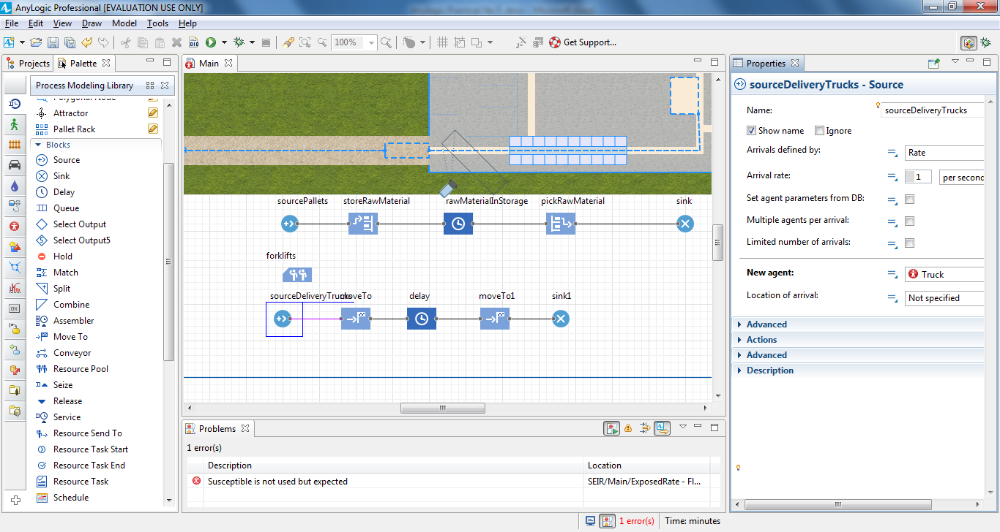 AnyLogic Professional [EVALUATION USE ONLY]
File Edit View Draw Model Tools Help
100% Get Support...
Projects Palette
Process Modeling Library
Attractor
Pallet Rack
Blocks
Source
Sink
Delay
Queue
Select Output
Select Output5
Hold
Match
Split
Combine
Assembler
Move To
Conveyor
Resource Pool
Seize
Release
Service
Resource Send To
Resource Task Start
Resource Task End
Resource Task
Schedule
Main
sourcePallets storeRawMaterial rawMaterialInStorage pickRawMaterial sink
forklifts
sourceDeliveryTrucks moveTo delay moveTo1 sink1
Problems
1 error(s)
Description Location
Susceptible is not used but expected SEIR/Main/ExposedRate - Fl...
Properties
sourceDeliveryTrucks - Source
Name: sourceDeliveryTrucks
Show name Ignore
Arrivals defined by: Rate
Arrival rate: 1 per second
Set agent parameters from DB:
Multiple agents per arrival:
Limited number of arrivals:
New agent: Truck
Location of arrival: Not specified
Advanced
Actions
Advanced
Description
1 error(s) Time: minutes